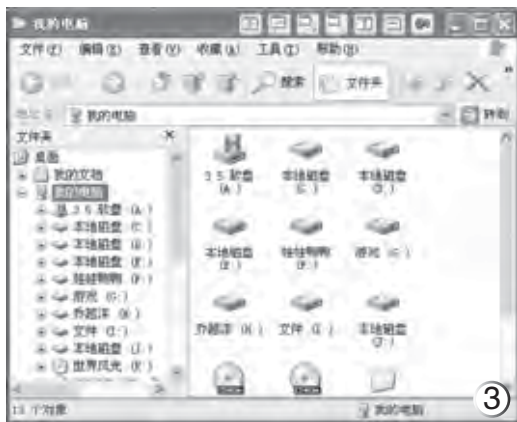 我的电脑
文件(F) 编辑(E) 查看(V) 收藏(A) 工具(T) 帮助(H)
搜索 文件夹
我的电脑 转到
文件夹 ×
桌面
我的文档
我的电脑
3.5 软盘 (A:)
本地磁盘 (C:)
本地磁盘
本地磁盘
(F:)
游戏 (G:)
(H:)
文件 (I:)
本地磁盘 (J:)
世界风光 (K:)
3.5 软盘 (A:)
本地磁盘 (C:)
本地磁盘 (D:)
本地磁盘 (E:)
(F:)
游戏 (G:)
(H:)
文件 (I:)
本地磁盘 (J:)
个对象 我的电脑
③